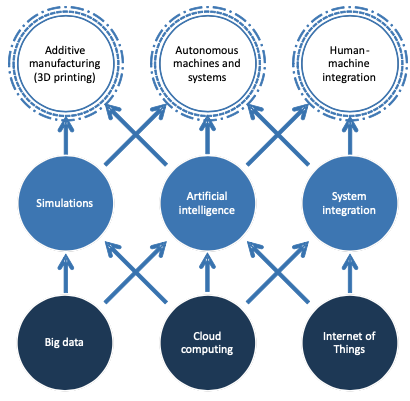 Additive
manufacturing
(3D printing)
Autonomous
machines and
systems
Human-
machine
integration
Simulations
Artificial
intelligence
System
integration
Big data
Cloud
computing
Internet of
Things